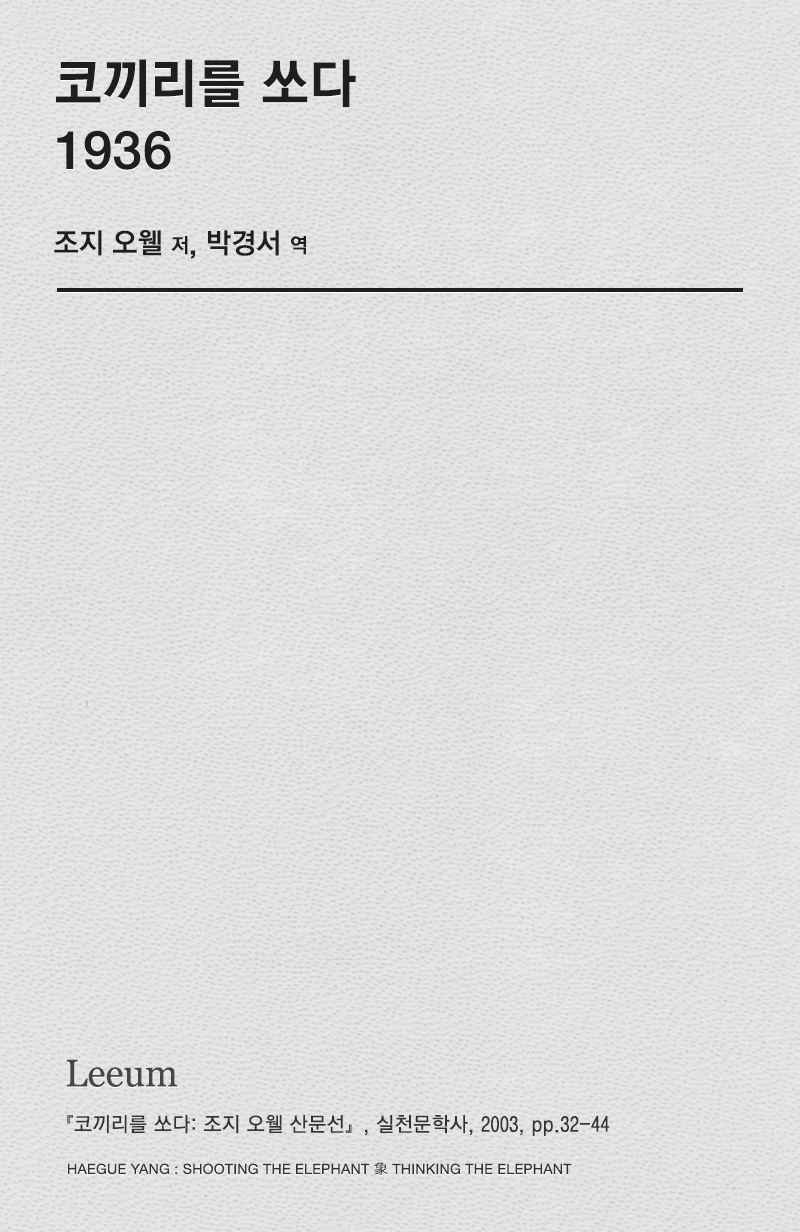 코끼리를 쏘다
1936
조지 오웰 저, 박경서 역
Leeum
『코끼리를 쏘다: 조지 오웰 산문선』, 실천문학사, 2003, pp.32–44
HAEGUE YANG : SHOOTING THE ELEPHANT 象 THINKING THE ELEPHANT